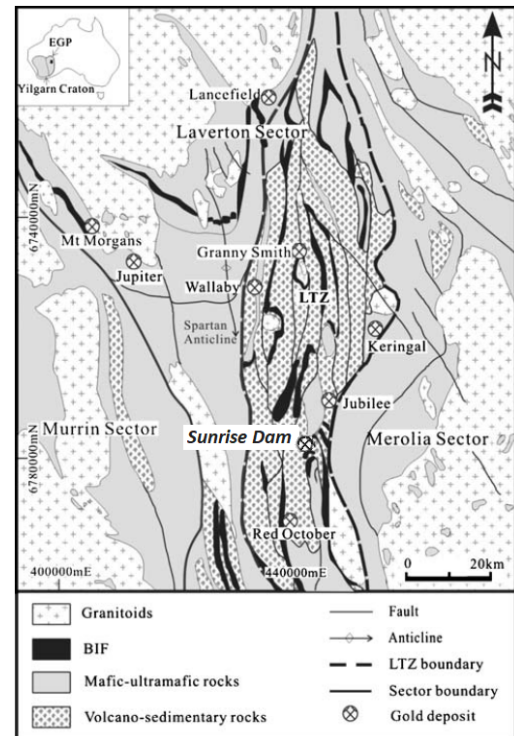 EGP
Yilgarn Craton
N
Lancefield
Laverton Sector
6740000mN
Mt Morgans
Jupiter
Granny Smith
Wallaby
LTZ
Spartan
Anticline
Keringal
Jubilee
Murrin Sector
Sunrise Dam
Merolia Sector
6780000mN
Red October
400000mE
440000mE
0 20km
Granitoids
BIF
Mafic-ultramafic rocks
Volcano-sedimentary rocks
Fault
Anticline
LTZ boundary
Sector boundary
Gold deposit